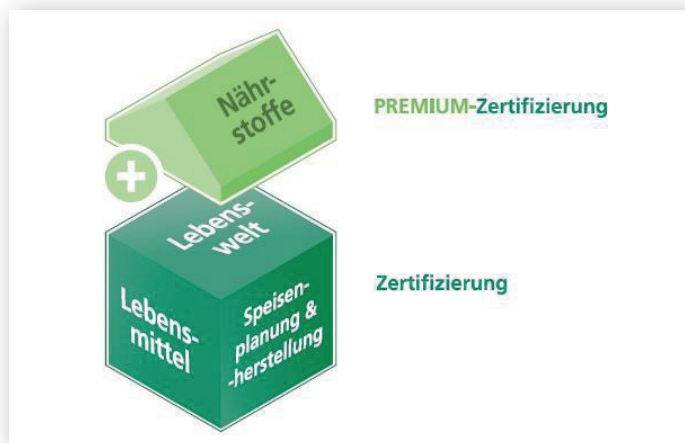 Nähr-
stoffe
PREMIUM-Zertifizierung
Lebens-
welt
Lebens-
mittel
Speisen-
planung &
-herstellung
Zertifizierung